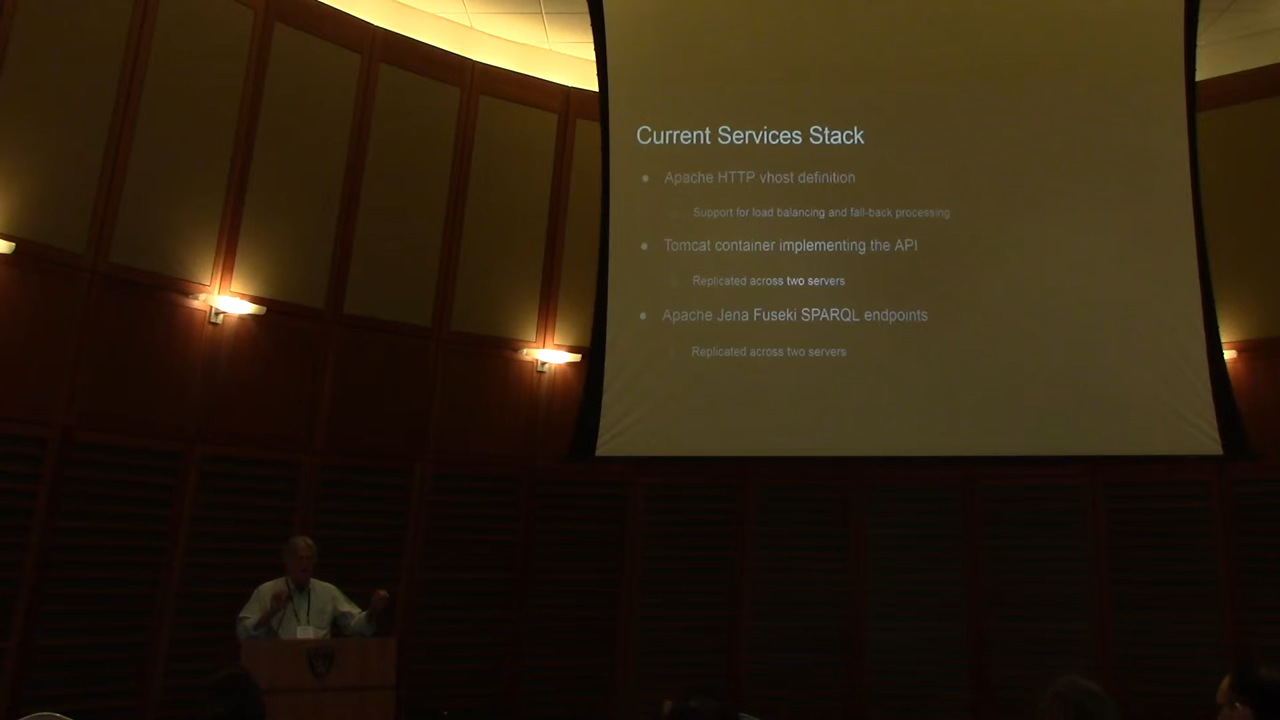 Current Services Stack
Apache HTTP vhost definition
Support for load balancing and fall-back processing
Tomcat container implementing the API
Replicated across two servers
Apache Jena Fuseki SPARQL endpoints
Replicated across two servers